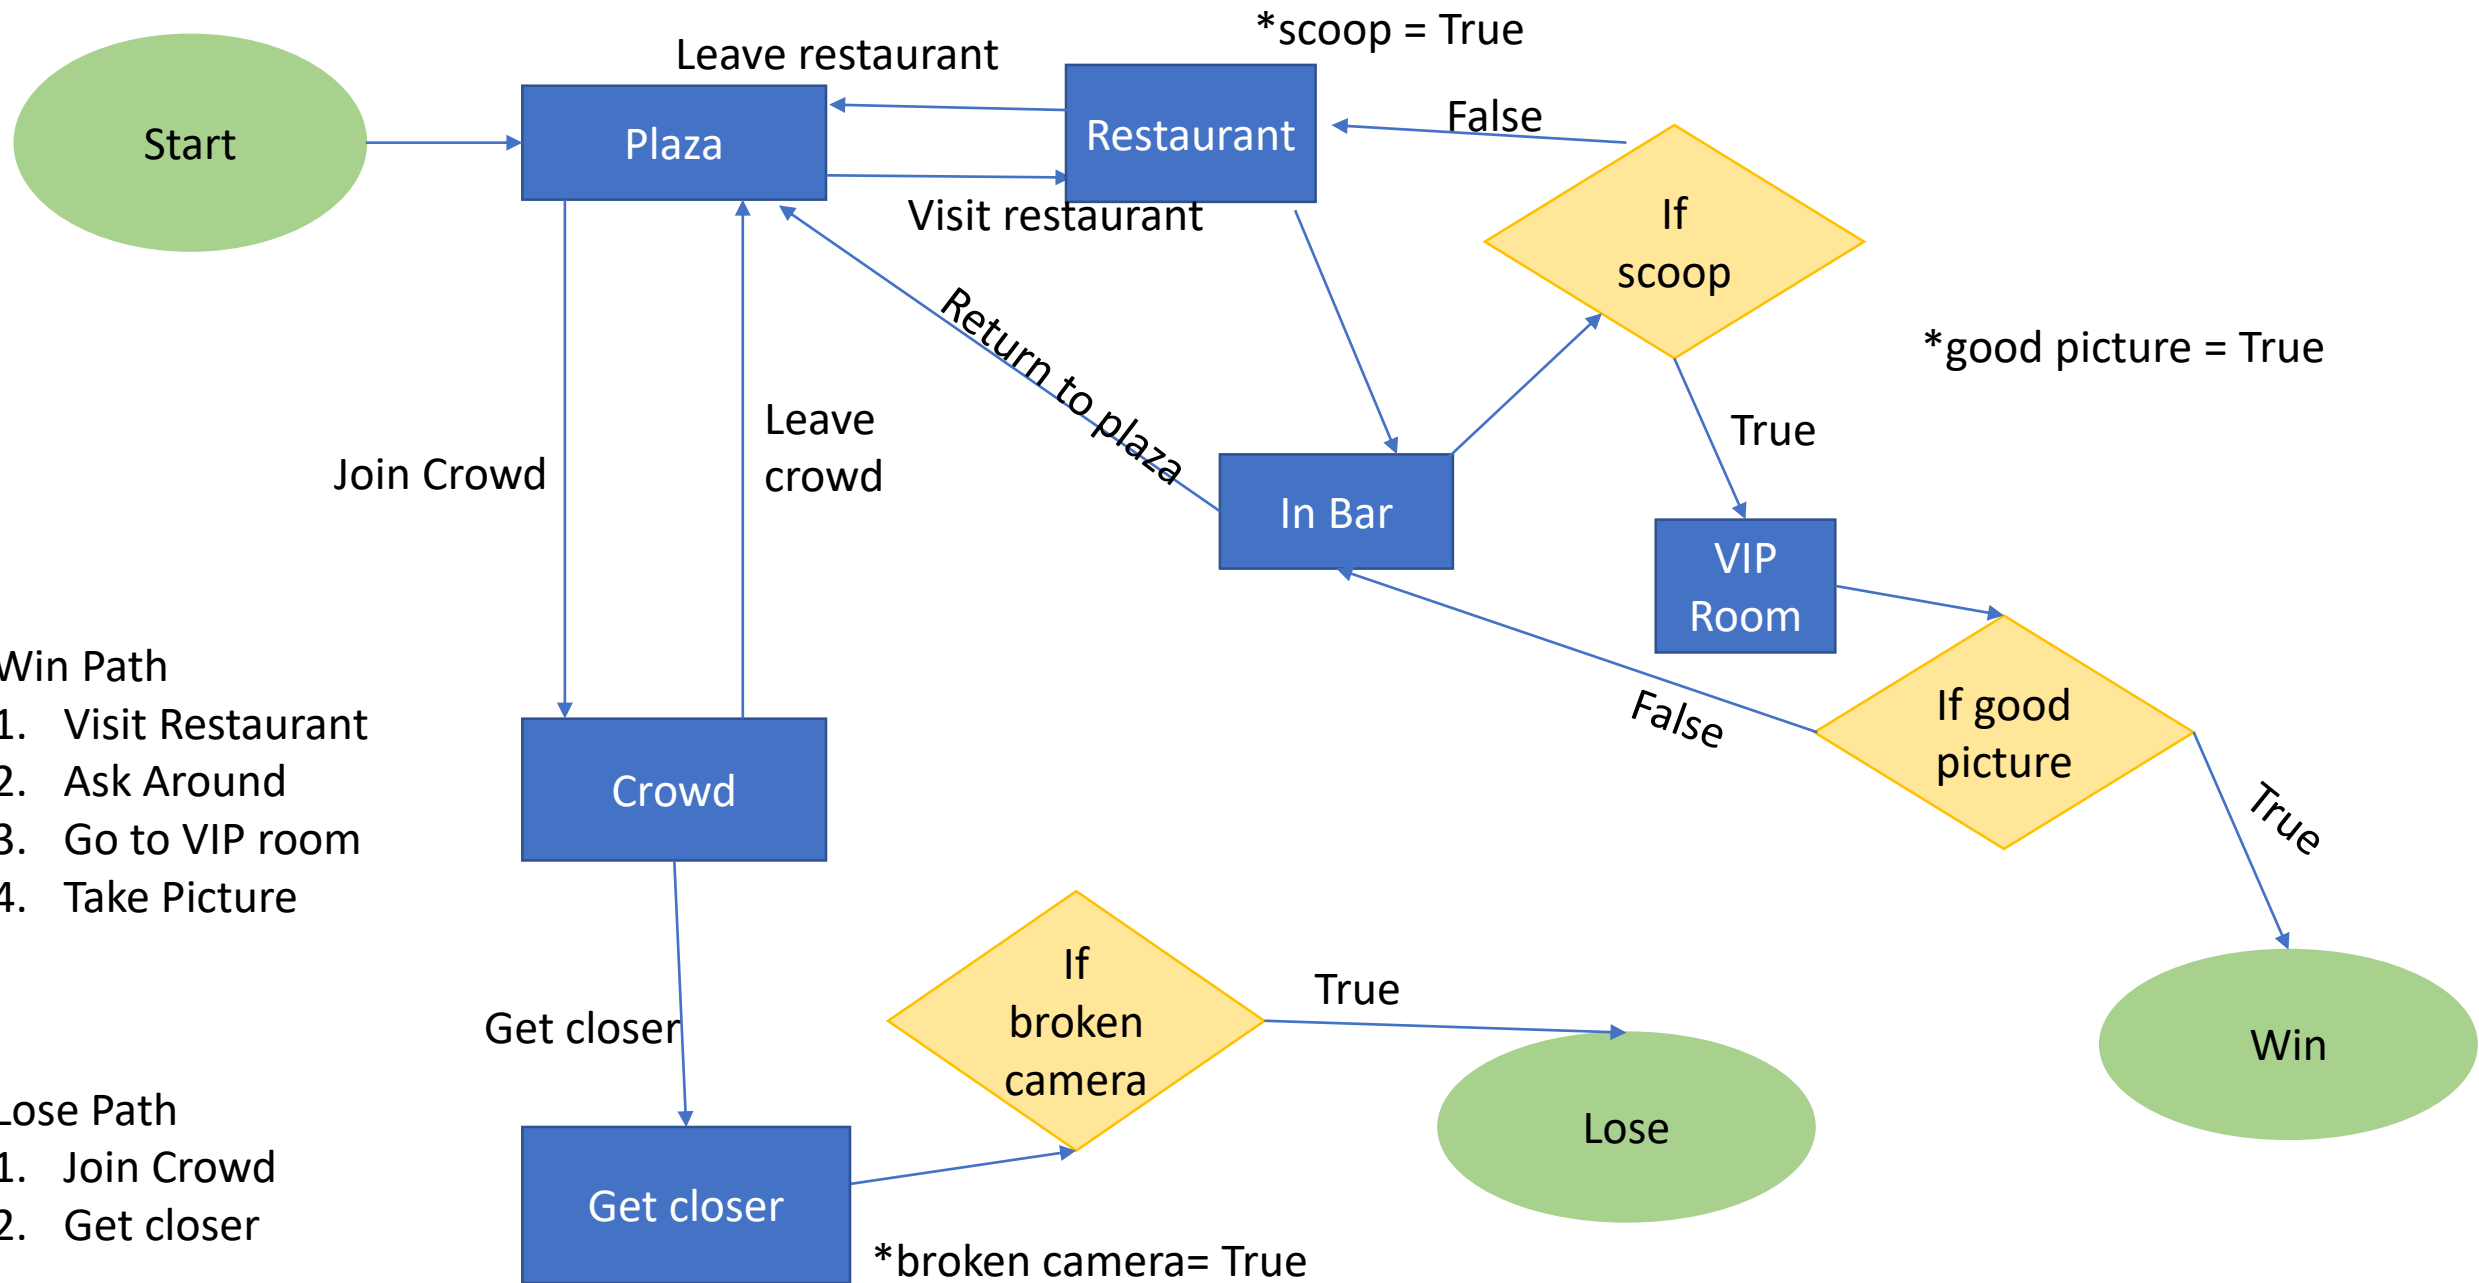 *scoop = True
Leave restaurant
Start
Plaza
Restaurant
False
Visit restaurant
If
scoop
Return to plaza
*good picture = True
Leave
crowd
True
Join Crowd
In Bar
VIP
Room
Win Path
1. Visit Restaurant
2. Ask Around
3. Go to VIP room
4. Take Picture
False
If good
picture
Crowd
True
If
broken
camera
True
Get closer
Win
Lose
Lose Path
1. Join Crowd
2. Get closer
Get closer
*broken camera= True